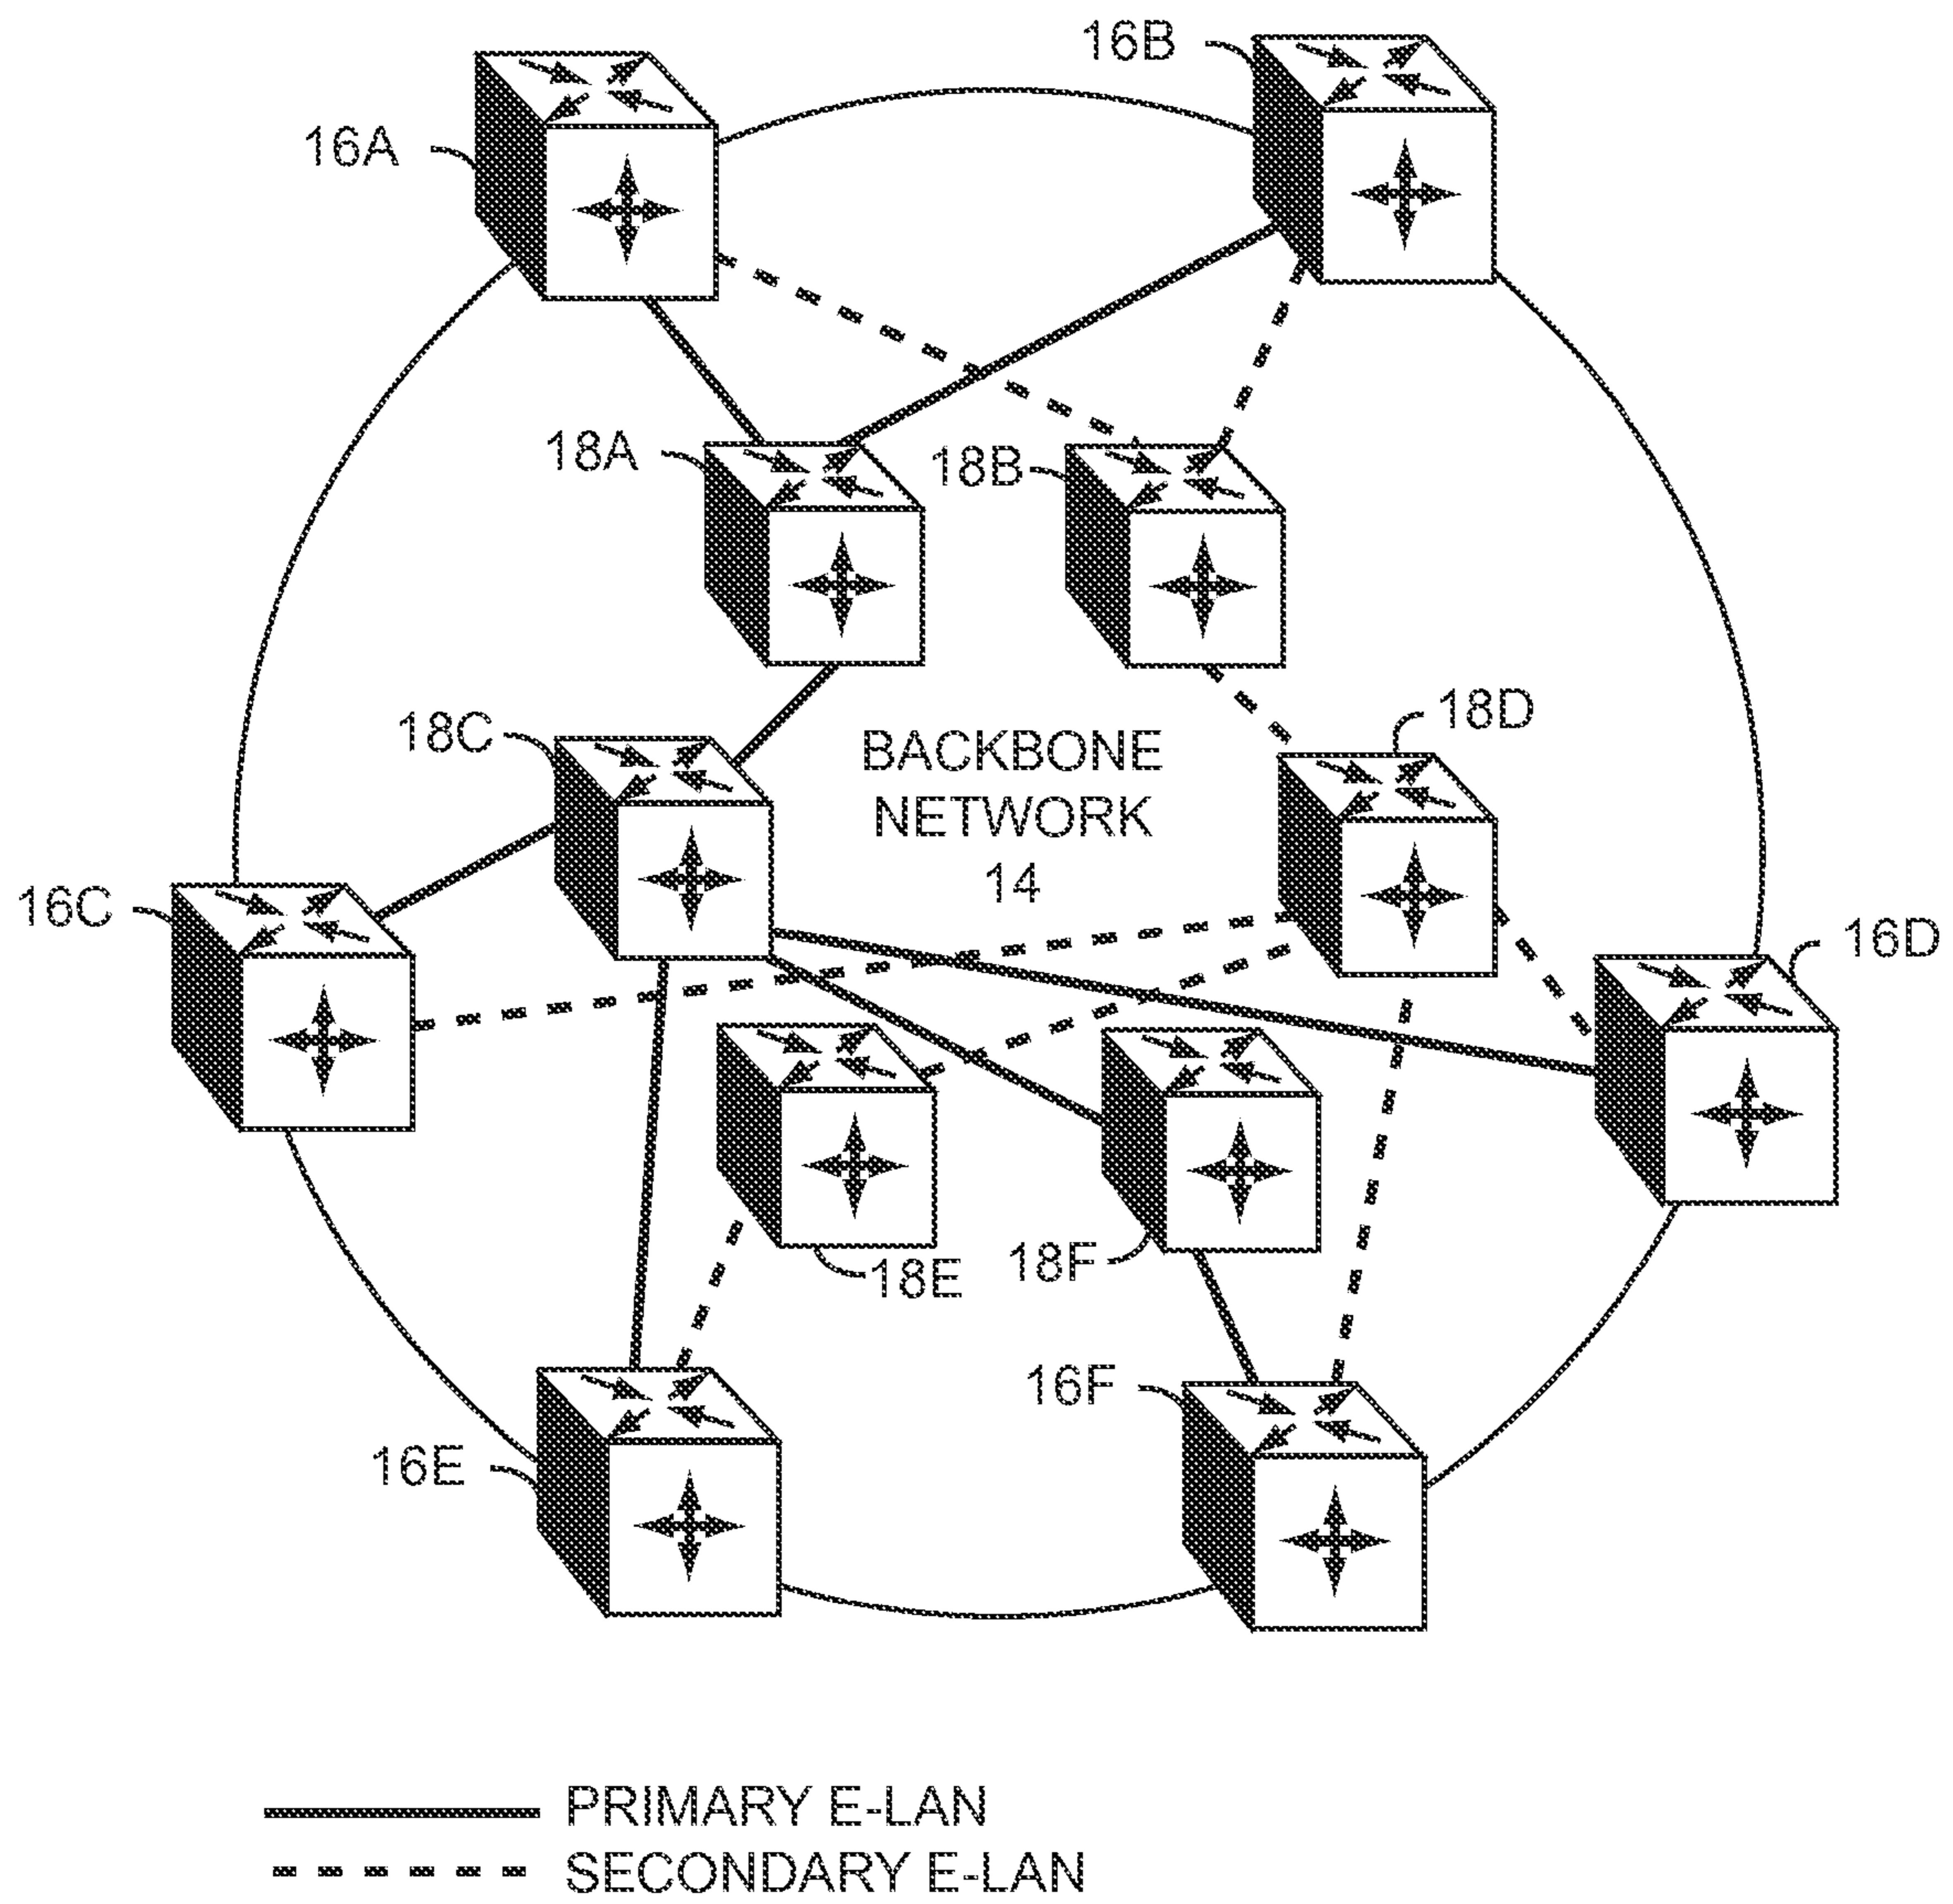 16B
16A
18A
18B
18C
18D
BACKBONE
NETWORK
14
16C
16D
18E
18F
16F
16E
PRIMARY E-LAN
SECONDARY E-LAN